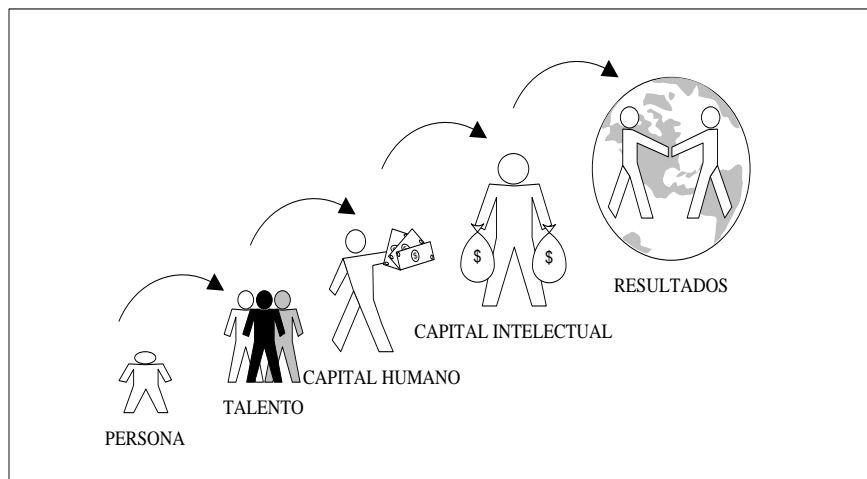 RESULTADOS
$ $
CAPITAL INTELECTUAL
CAPITAL HUMANO
TALENTO
PERSONA